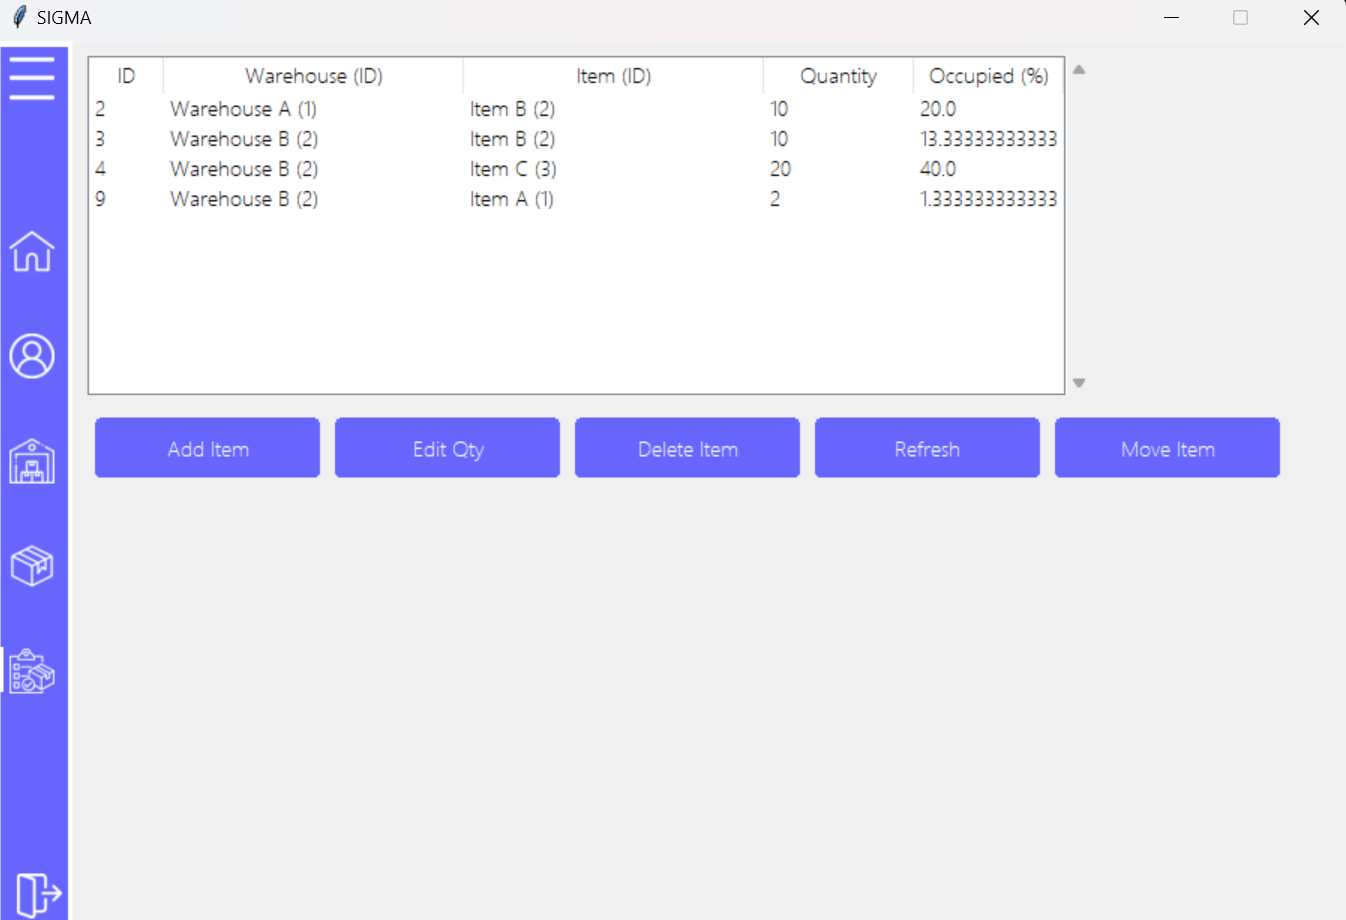 SIGMA
ID Warehouse (ID) Item (ID) Quantity Occupied (%)
2 Warehouse A (1) Item B (2) 10 20.0
3 Warehouse B (2) Item B (2) 10 13.33333333333
4 Warehouse B (2) Item C (3) 20 40.0
9 Warehouse B (2) Item A (1) 2 1.333333333333
Add Item Edit Qty Delete Item Refresh Move Item